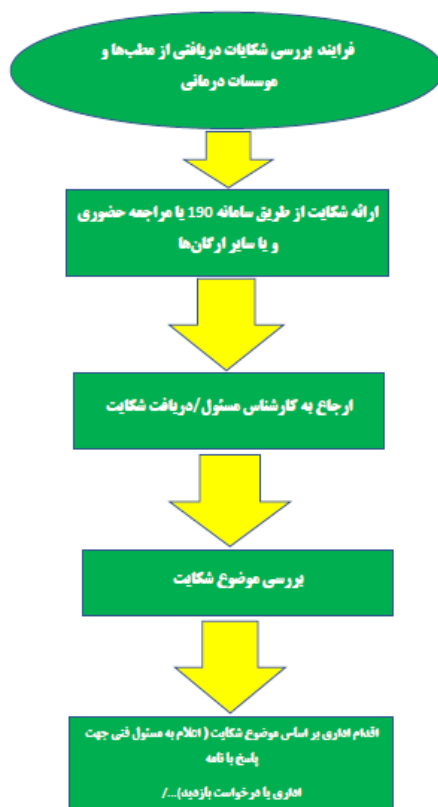 فرایند بررسی شکایات دریافتی از مطب‌ها و
موسسات درمانی
ارائه شکایت از طریق سامانه 190 یا مراجعه حضوری
و یا سایر ارگان‌ها
ارجاع به کارشناس مسئول/دریافت شکایت
بررسی موضوع شکایت
اقدام اداری بر اساس موضوع شکایت ( اعلام به مسئول فنی جهت
پاسخ با نامه
اداری یا درخواست بازدید)..../